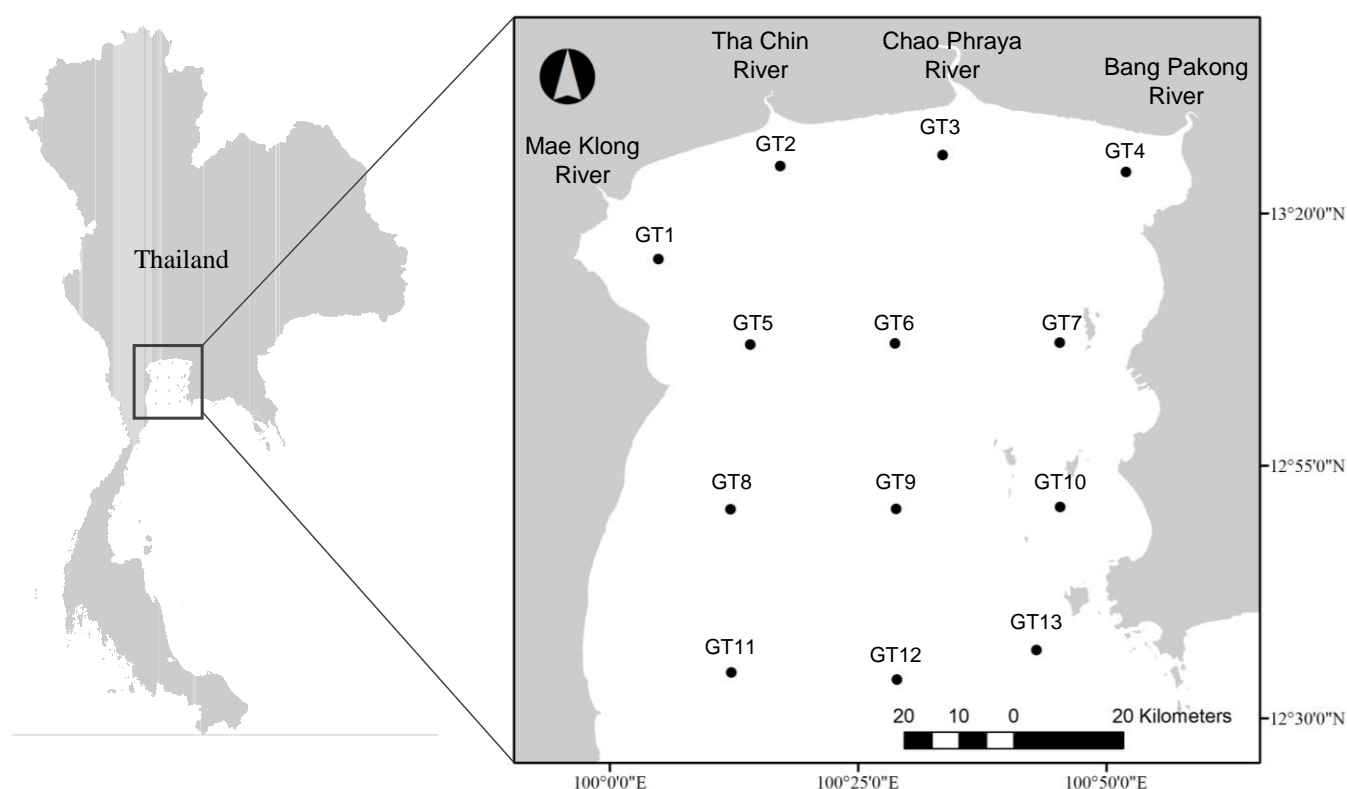 Thailand
Tha Chin
River
Chao Phraya
River
Bang Pakong
River
Mae Klong
River
GT1
GT2
GT3
GT4
GT5
GT6
GT7
GT8
GT9
GT10
GT11
GT12
GT13
13°20'0"N
12°55'0"N
12°30'0"N
20 10 0 20 Kilometers
100°0'0"E 100°25'0"E 100°50'0"E